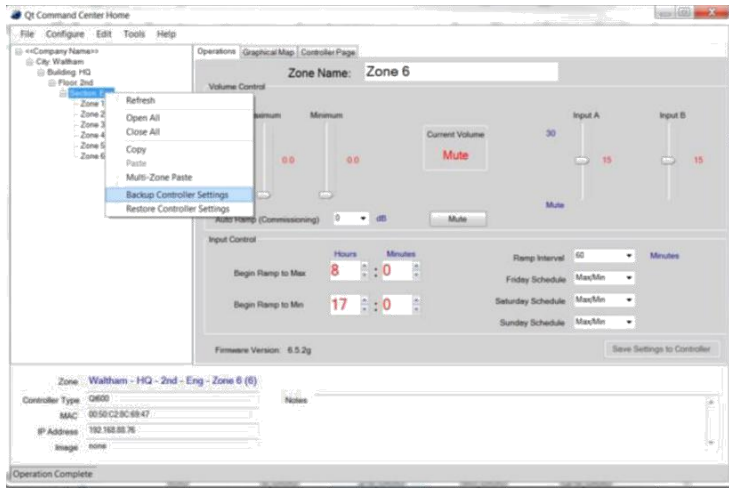 Qt Command Center Home
File Configure Edit Tools Help
<<Company Name>>
City: Waltham
Building: HQ
Floor: 2nd
Zone 1
Zone 2
Zone 3
Zone 4
Zone 5
Zone 6
Refresh
Open All
Close All
Copy
Paste
Multi-Zone Paste
Backup Controller Settings
Restore Controller Settings
Operations Graphical Map Controller Page
Zone Name: Zone 6
Volume Control
Minimum
Input A Input B
Current Volume
30
Mute
0.0 0.0
15 15
Mute
Auto Ramp (Commissioning) 0 dB Mute
Input Control
Hours Minutes
Begin Ramp to Max 8 : 0
Begin Ramp to Min 17 : 0
Ramp Interval 60 Minutes
Friday Schedule Max/Min
Saturday Schedule Max/Min
Sunday Schedule Max/Min
Firmware Version: 6.5.2g
Save Settings to Controller
Zone Waltham - HQ - 2nd - Eng - Zone 6 (6)
Controller Type Qt600
MAC 00:50:C2:8C:69:47
IP Address 192.168.88.76
Image none
Notes
Operation Complete